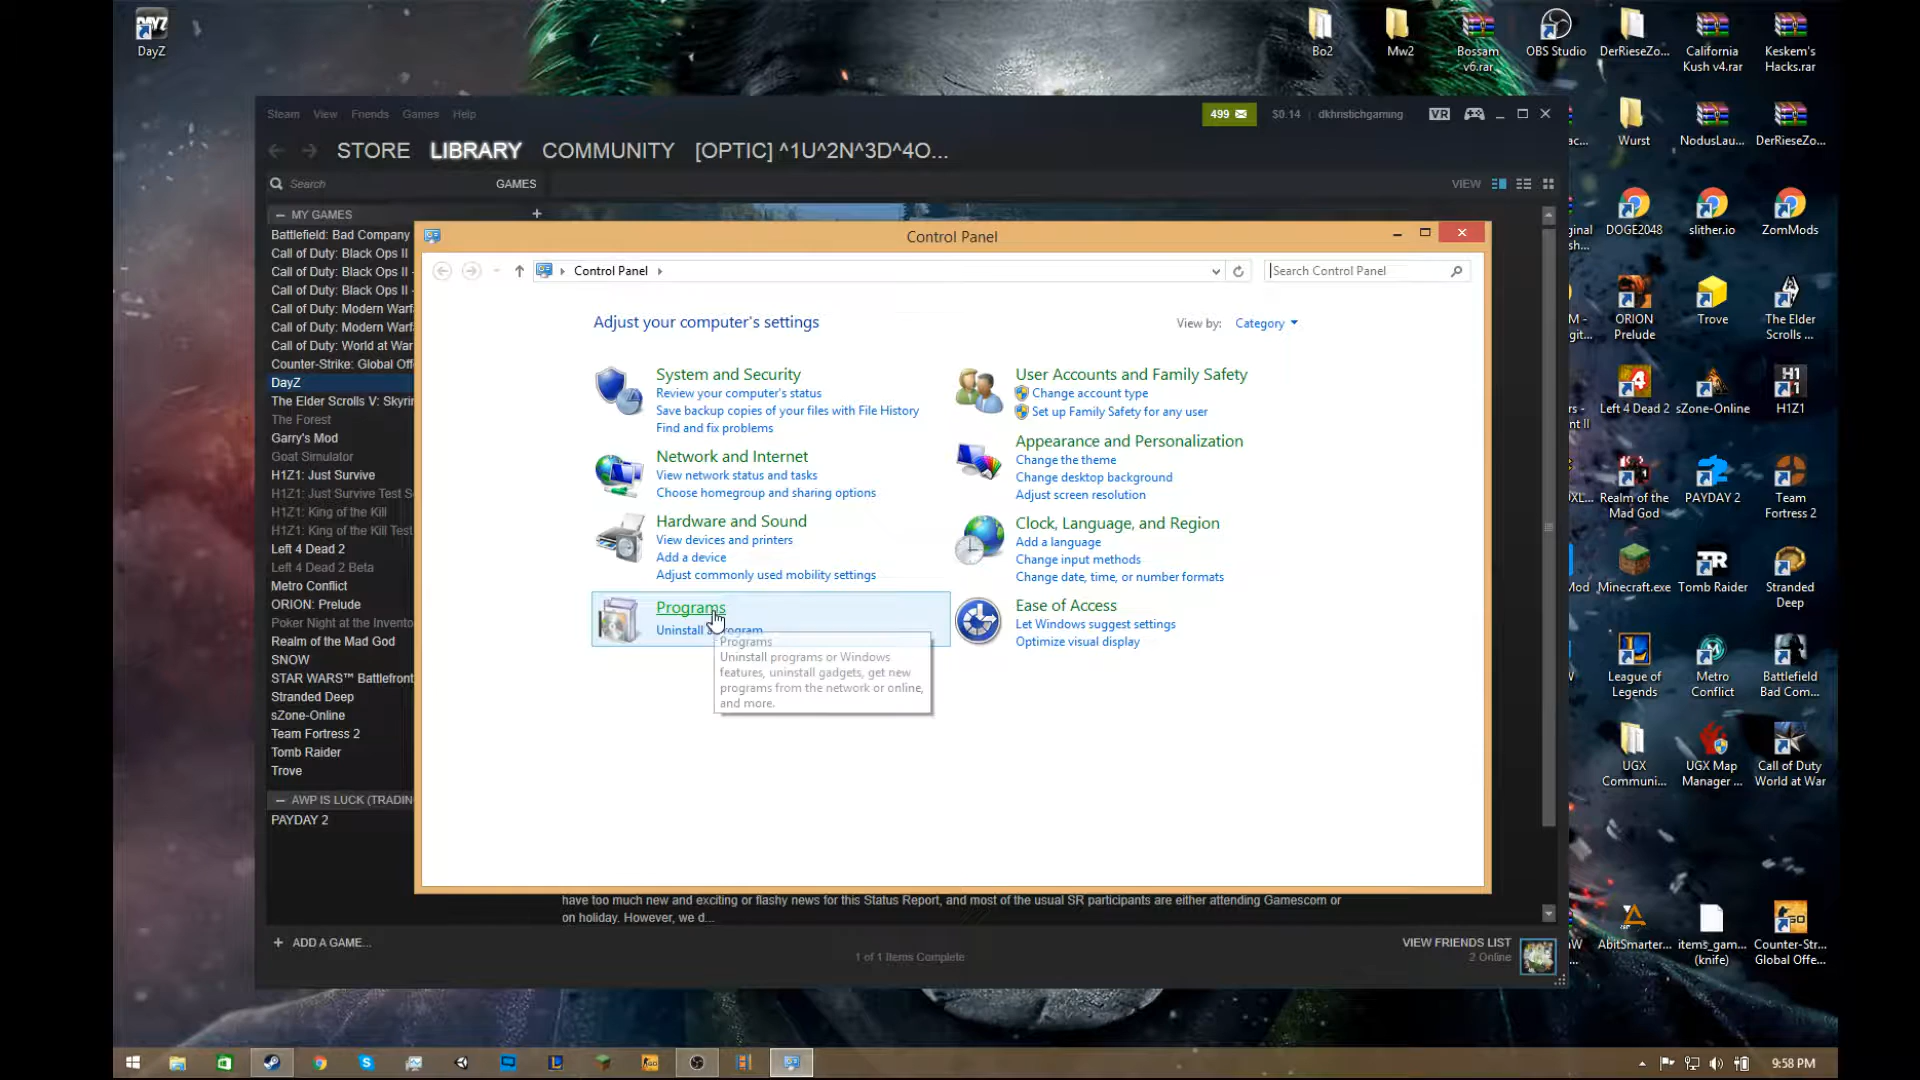 DayZ
Bo2
Mw2
Bossam
v6.rar
OBS Studio
DerRieseZo...
California
Kush v4.rar
Keskem's
Hacks.rar
Steam View Friends Games Help
499
$0.14
dkhristichgaming
VR
STORE LIBRARY COMMUNITY [OPTIC] ^1U^2N^3D^4O...
Search
GAMES
VIEW
Wurst
NodusLau...
DerRieseZo...
MY GAMES
Battlefield: Bad Company
Call of Duty: Black Ops II
Call of Duty: Black Ops II -
Call of Duty: Modern Warf
Call of Duty: Modern Warf
Call of Duty: World at War
Counter-Strike: Global Off
DayZ
The Elder Scrolls V: Skyrin
The Forest
Garry's Mod
Goat Simulator
H1Z1: Just Survive
H1Z1: Just Survive Test S
H1Z1: King of the Kill
H1Z1: King of the Kill Test
Left 4 Dead 2
Left 4 Dead 2 Beta
Metro Conflict
ORION: Prelude
Poker Night at the Invento
Realm of the Mad God
SNOW
STAR WARS™ Battlefront
Stranded Deep
sZone-Online
Team Fortress 2
Tomb Raider
Trove
AWP IS LUCK (TRADIN
PAYDAY 2
Control Panel
Control Panel
Search Control Panel
Adjust your computer's settings
View by: Category
System and Security
Review your computer's status
Save backup copies of your files with File History
Find and fix problems
Network and Internet
View network status and tasks
Choose homegroup and sharing options
Hardware and Sound
View devices and printers
Add a device
Adjust commonly used mobility settings
Programs
Uninstall a program
Programs
Uninstall programs or Windows
features, uninstall gadgets, get new
programs from the network or online,
and more.
User Accounts and Family Safety
Change account type
Set up Family Safety for any user
Appearance and Personalization
Change the theme
Change desktop background
Adjust screen resolution
Clock, Language, and Region
Add a language
Change input methods
Change date, time, or number formats
Ease of Access
Let Windows suggest settings
Optimize visual display
DOGE2048
slither.io
ZomMods
ORION
Prelude
Trove
The Elder
Scrolls ...
Left 4 Dead 2
sZone-Online
H1Z1
Realm of the
Mad God
PAYDAY 2
Team
Fortress 2
Minecraft.exe
Tomb Raider
Stranded
Deep
League of
Legends
Metro
Conflict
Battlefield
Bad Com...
UGX
Communi...
UGX Map
Manager ...
Call of Duty
World at War
AbitSmarter...
items_gam...
(knife)
Counter-Str...
Global Offe...
have too much new and exciting or flashy news for this Status Report, and most of the usual SR participants are either attending Gamescom or
on holiday. However, we d...
ADD A GAME...
1 of 1 Items Complete
VIEW FRIENDS LIST
2 Online
9:58 PM